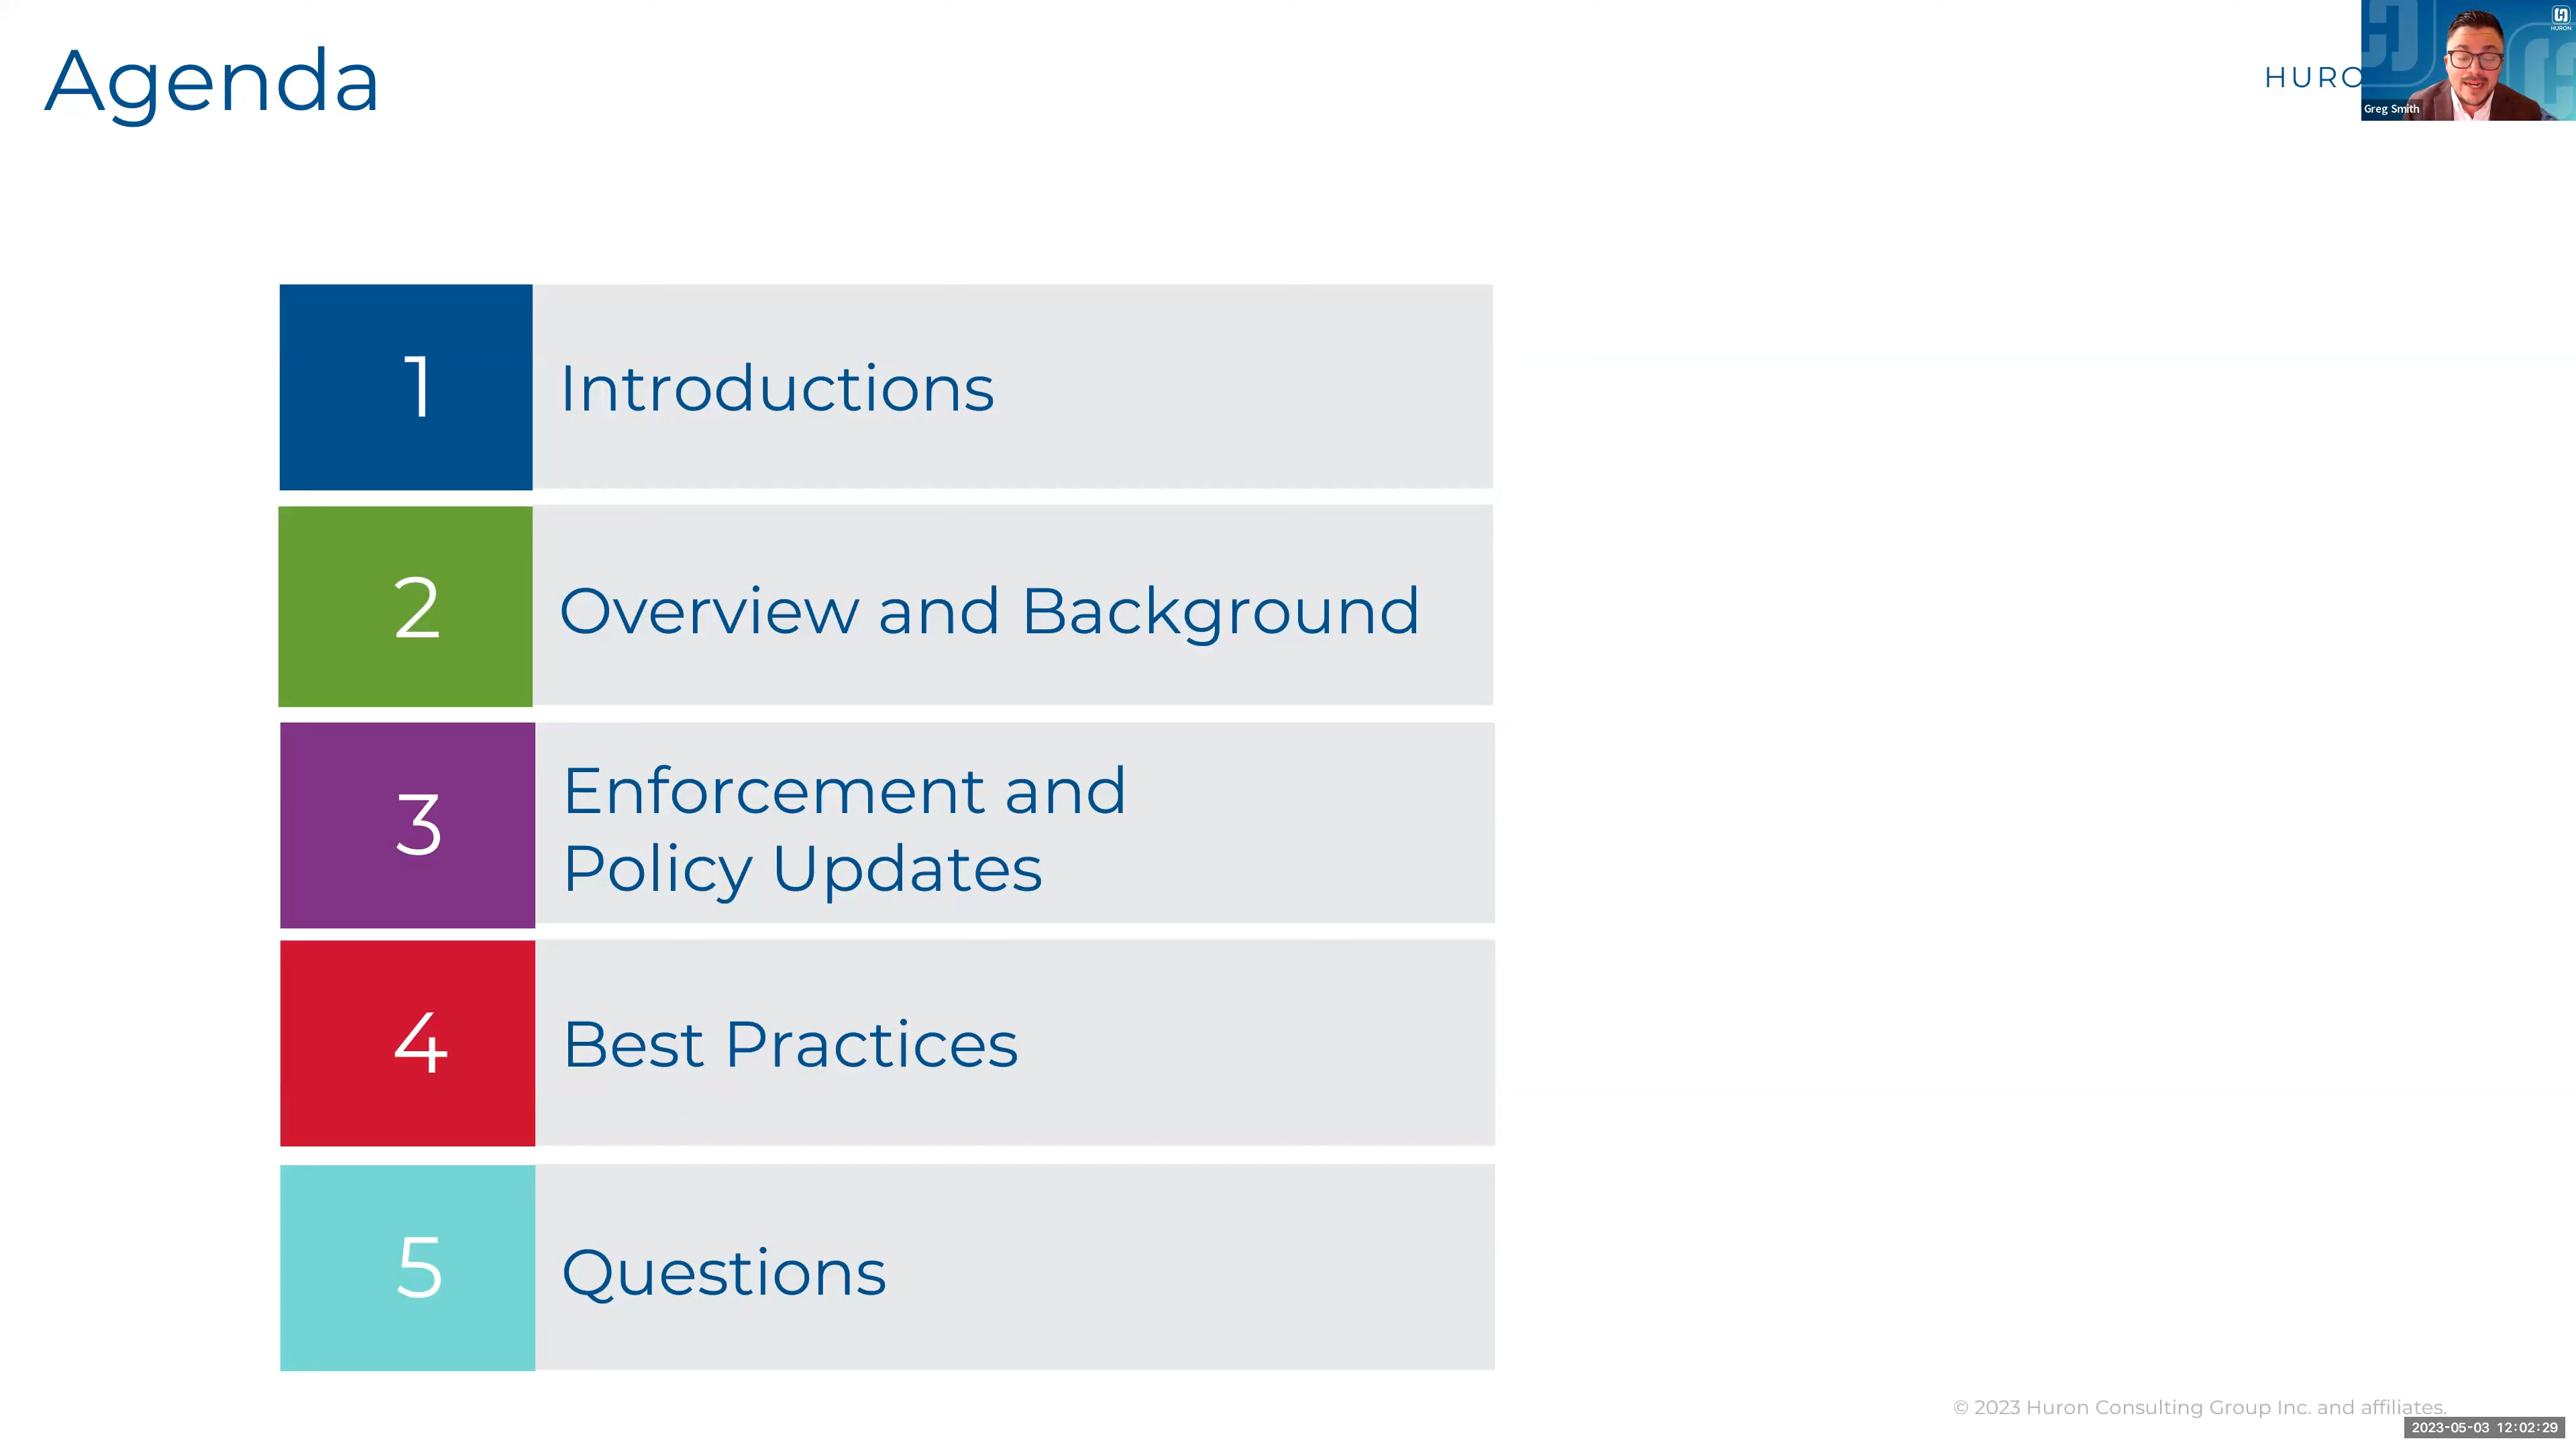 Agenda
HURO
HURON
Greg Smith
1
Introductions
2
Overview and Background
3
Enforcement and
Policy Updates
4
Best Practices
5
Questions
© 2023 Huron Consulting Group Inc. and affiliates.
2023-05-03 12:02:29